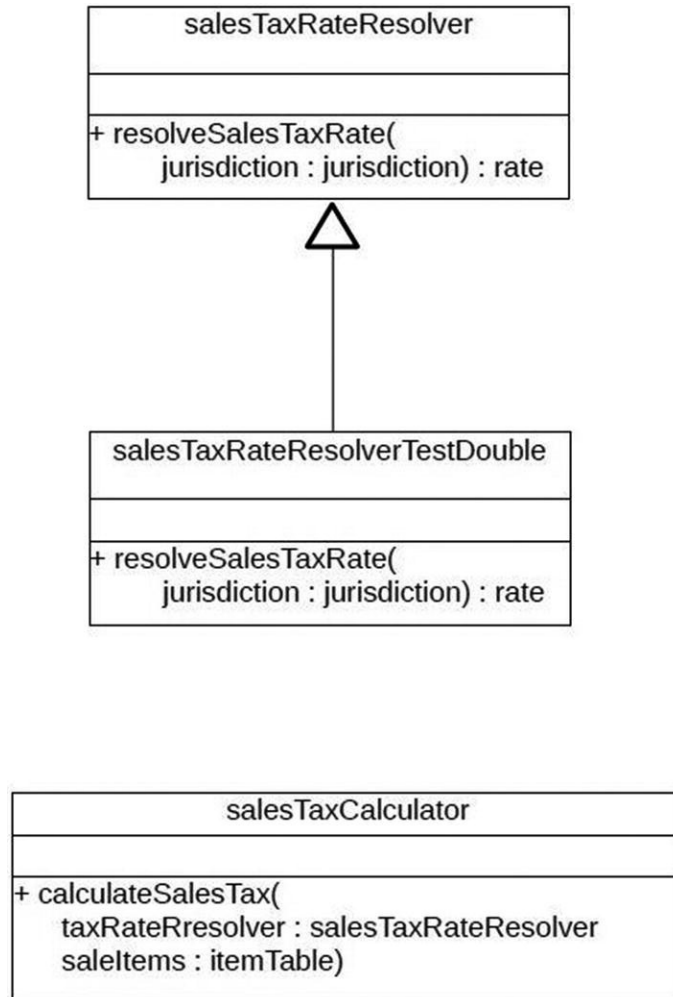 salesTaxRateResolver
+ resolveSalesTaxRate(
jurisdiction : jurisdiction) : rate
salesTaxRateResolverTestDouble
+ resolveSalesTaxRate(
jurisdiction : jurisdiction) : rate
salesTaxCalculator
+ calculateSalesTax(
taxRateRresolver : salesTaxRateResolver
saleItems : itemTable)